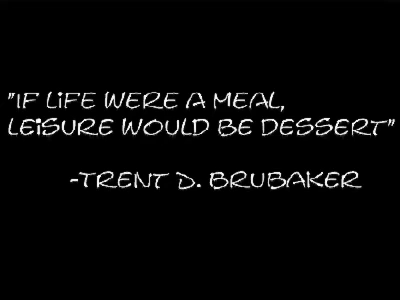 "IF LiFE WERE A MEAL,
LEiSURE WOULD BE DESSERT"
-TRENT D. BRUBAKER